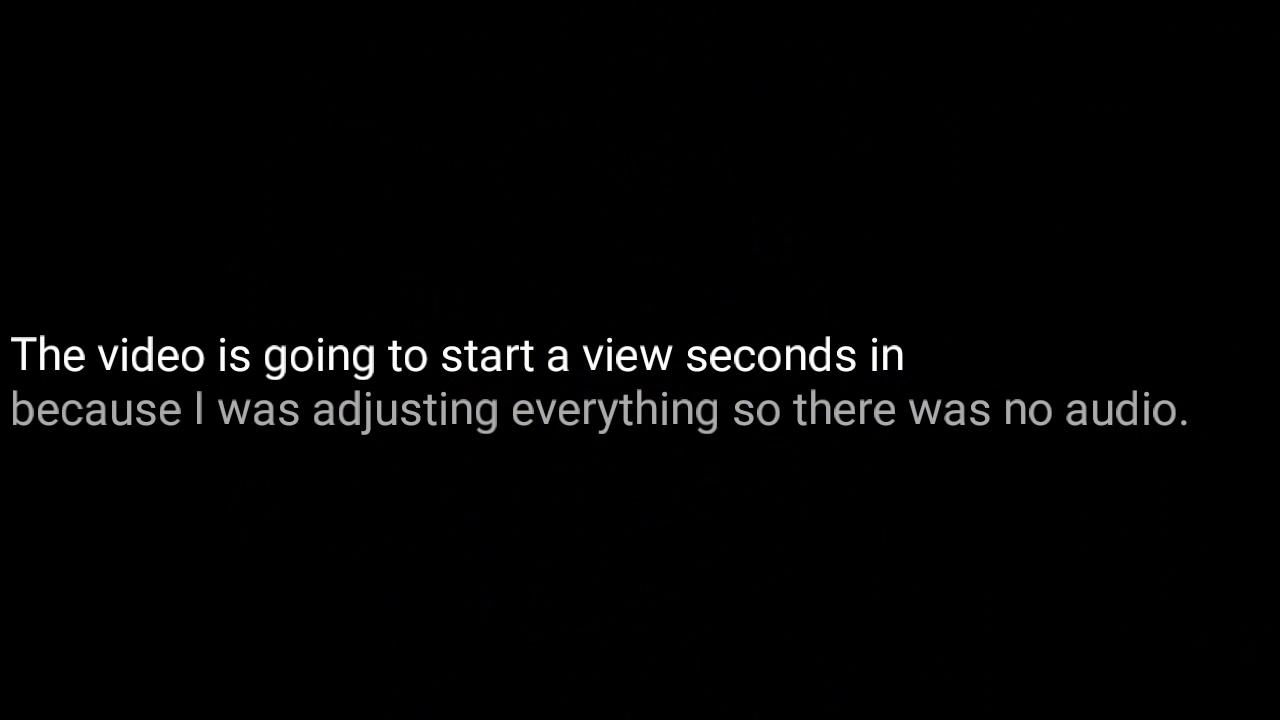 The video is going to start a view seconds in
because I was adjusting everything so there was no audio.